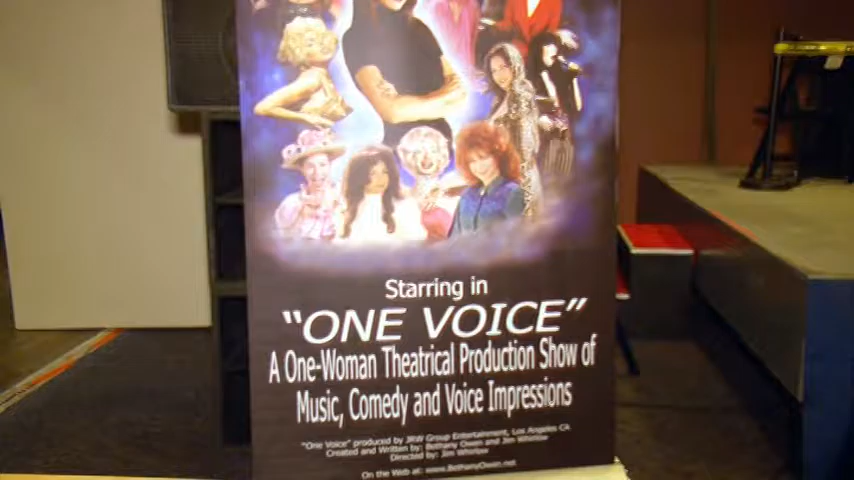 Starring in
"ONE VOICE"
A One-Woman Theatrical Production Show of
Music, Comedy and Voice Impressions
"One Voice" produced by JRW Group Entertainment, Los Angeles CA
Created and Written by: Bethany Owen and Jim Whirlow
Directed by: Jim Whirlow
On the Web at: www.BethanyOwen.net